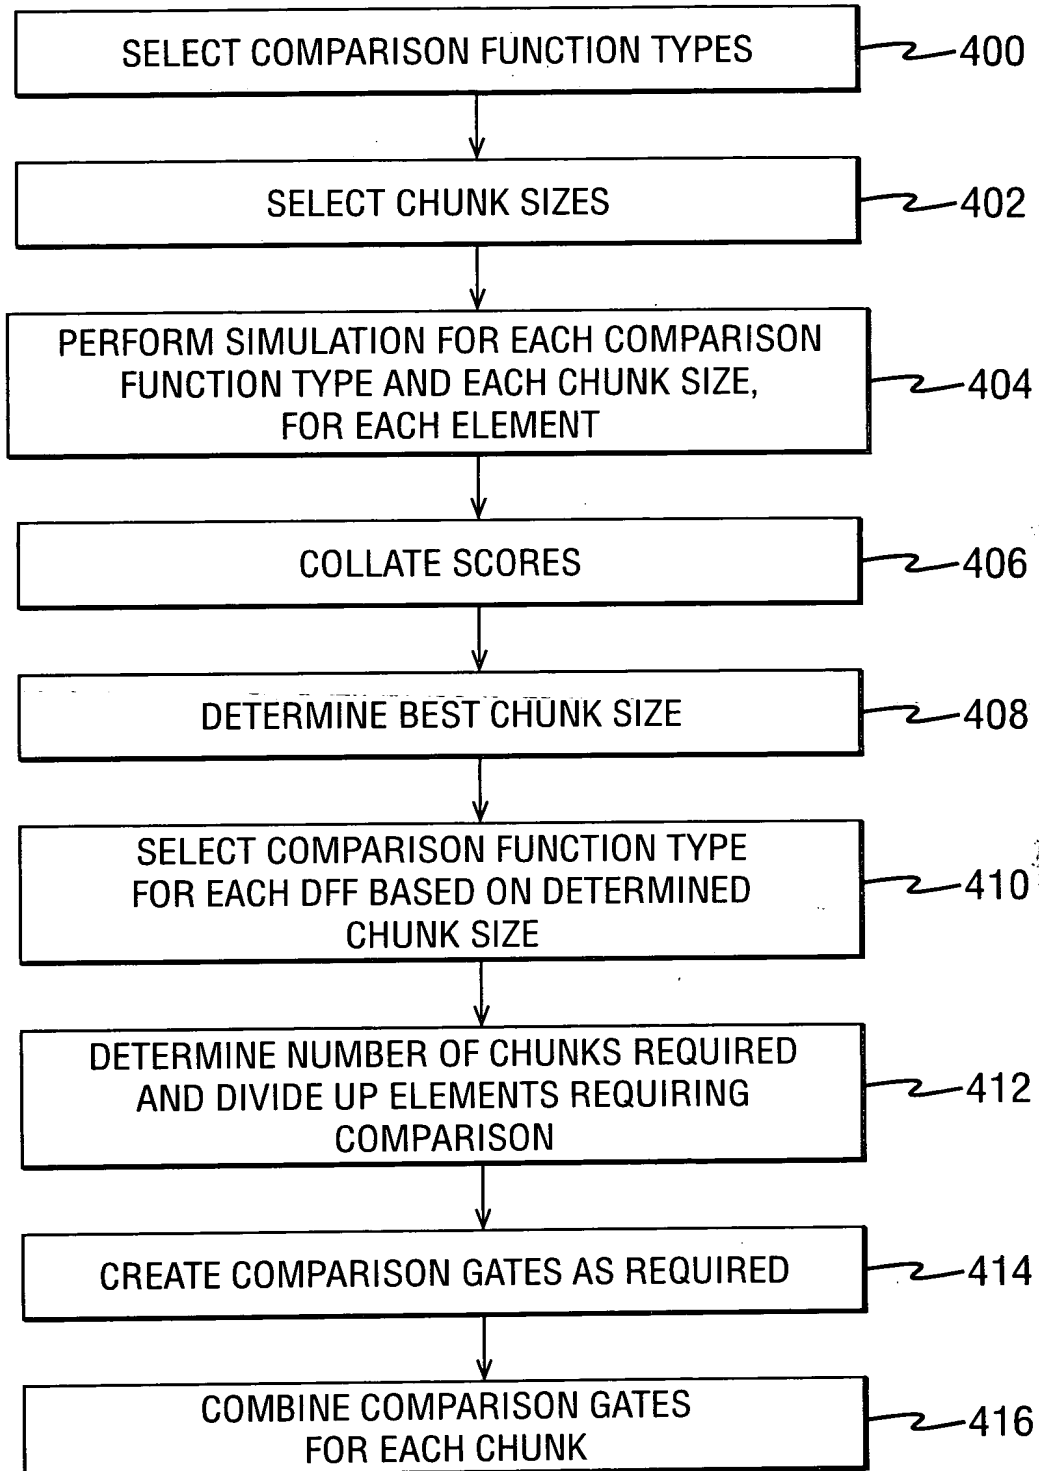 SELECT COMPARISON FUNCTION TYPES
400
SELECT CHUNK SIZES
402
PERFORM SIMULATION FOR EACH COMPARISON
FUNCTION TYPE AND EACH CHUNK SIZE,
FOR EACH ELEMENT
404
COLLATE SCORES
406
DETERMINE BEST CHUNK SIZE
408
SELECT COMPARISON FUNCTION TYPE
FOR EACH DFF BASED ON DETERMINED
CHUNK SIZE
410
DETERMINE NUMBER OF CHUNKS REQUIRED
AND DIVIDE UP ELEMENTS REQUIRING
COMPARISON
412
CREATE COMPARISON GATES AS REQUIRED
414
COMBINE COMPARISON GATES
FOR EACH CHUNK
416